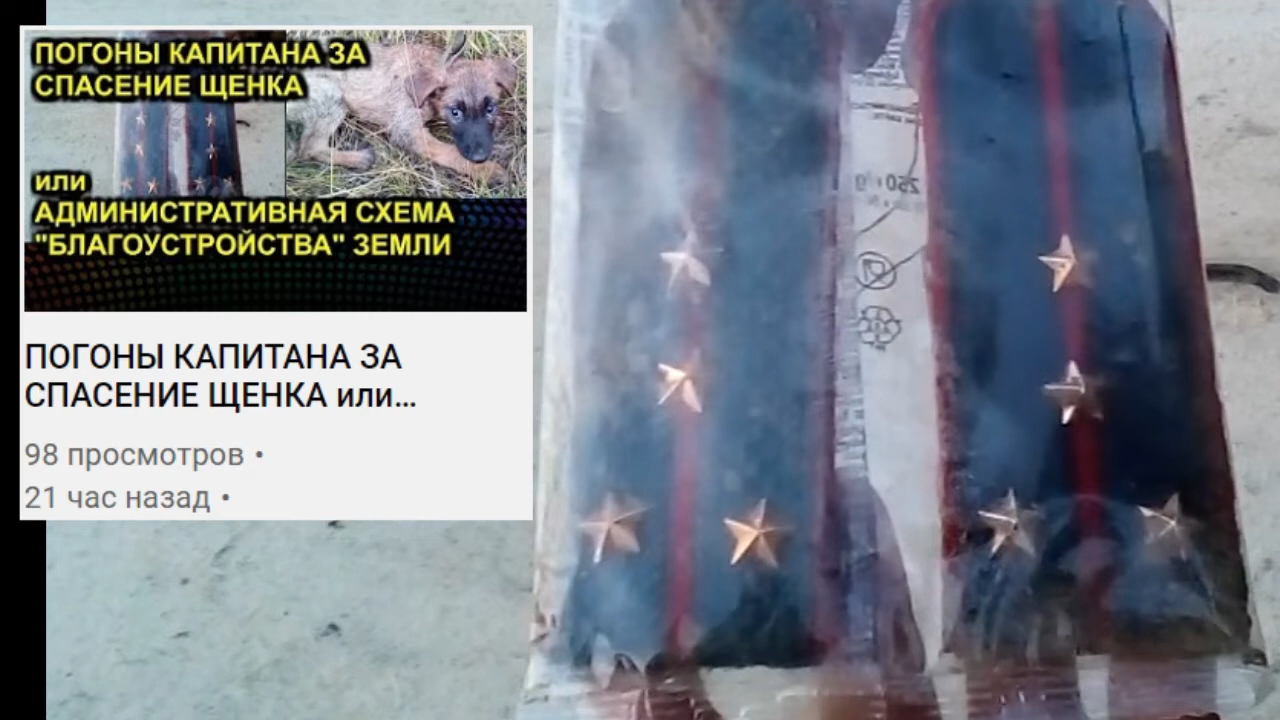 ПОГОНЫ КАПИТАНА ЗА
СПАСЕНИЕ ЩЕНКА
или
АДМИНИСТРАТИВНАЯ СХЕМА
"БЛАГОУСТРОЙСТВА" ЗЕМЛИ
ПОГОНЫ КАПИТАНА ЗА
СПАСЕНИЕ ЩЕНКА или...
98 просмотров •
21 час назад •